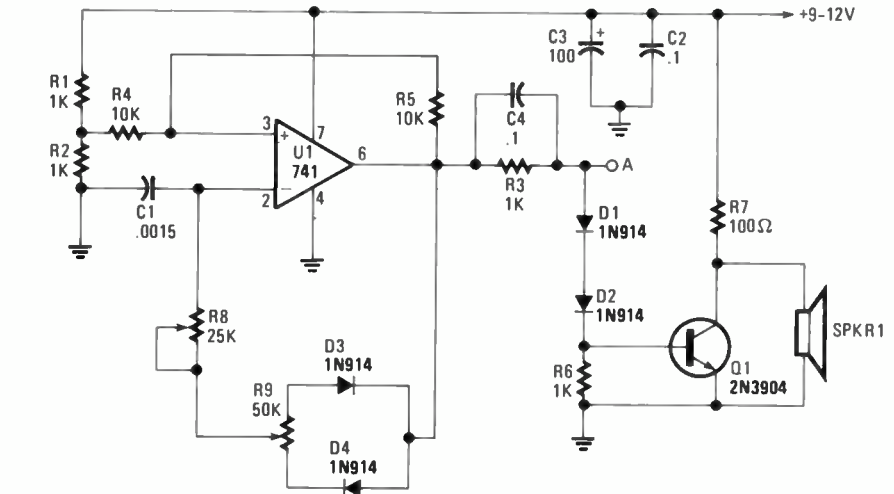 +9-12V
C3
100
+
C2
.1
R1
1K
R4
10K
R5
10K
C4
.1
3
+
7
U1
741
6
A
R2
1K
R3
1K
−
2
4
C1
.0015
D1
1N914
R7
100Ω
R8
25K
D2
1N914
SPKR1
D3
1N914
R6
1K
Q1
2N3904
R9
50K
D4
1N914